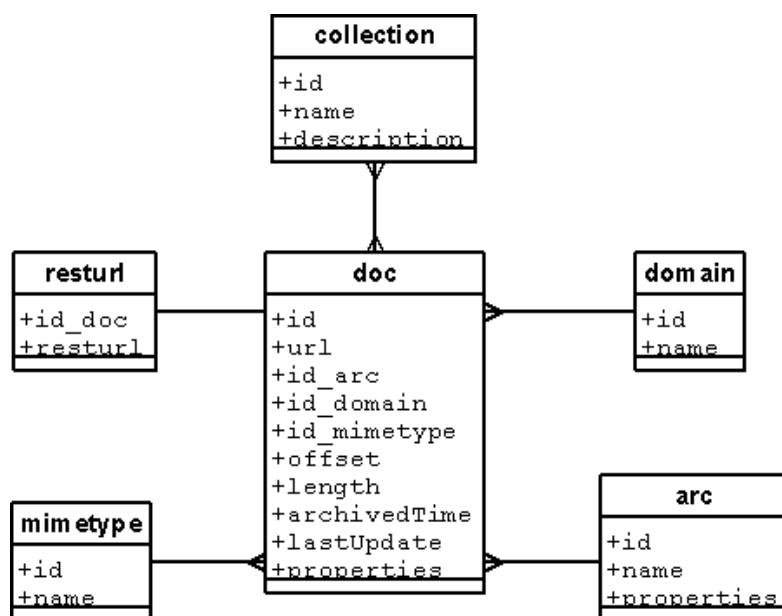 collection
+id
+name
+description
resturl
+id_doc
+resturl
doc
+id
+url
+id_arc
+id_domain
+id_mimetype
+offset
+length
+archivedTime
+lastUpdate
+properties
domain
+id
+name
mimetype
+id
+name
arc
+id
+name
+properties